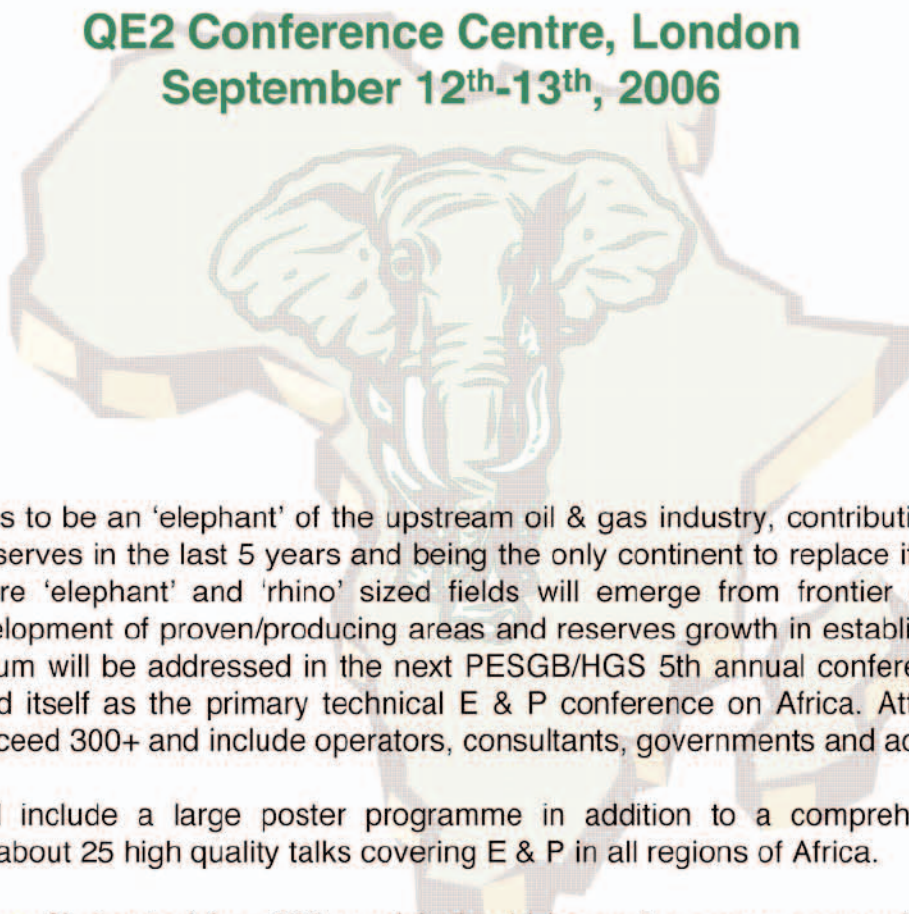 QE2 Conference Centre, London
September 12th-13th, 2006
s to be an ‘elephant’ of the upstream oil & gas industry, contributi
serves in the last 5 years and being the only continent to replace i
re ‘elephant’ and ‘rhino’ sized fields will emerge from frontier
elopment of proven/producing areas and reserves growth in establi
um will be addressed in the next PESGB/HGS 5th annual confere
d itself as the primary technical E & P conference on Africa. Att
ceed 300+ and include operators, consultants, governments and ac
l include a large poster programme in addition to a compreh
about 25 high quality talks covering E & P in all regions of Africa.